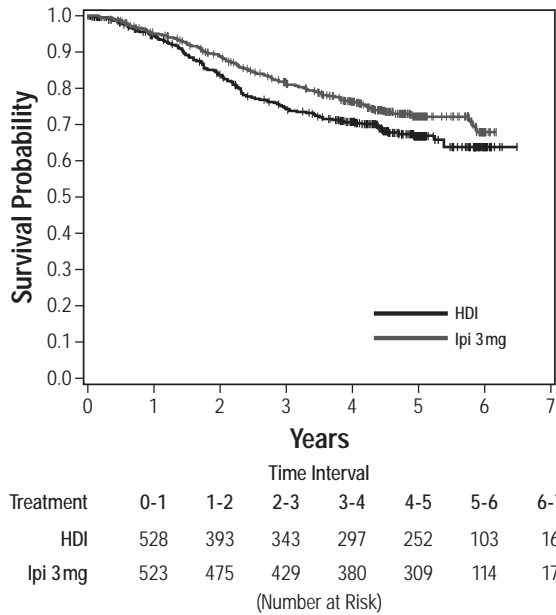 1.0
0.9
0.8
0.7
0.6
0.5
0.4
0.3
0.2
0.1
0.0
Survival Probability
HDI
Ipi 3mg
0 1 2 3 4 5 6 7
Years
Time Interval
Treatment 0-1 1-2 2-3 3-4 4-5 5-6 6-
HDI 528 393 343 297 252 103 16
Ipi 3mg 523 475 429 380 309 114 17
(Number at Risk)